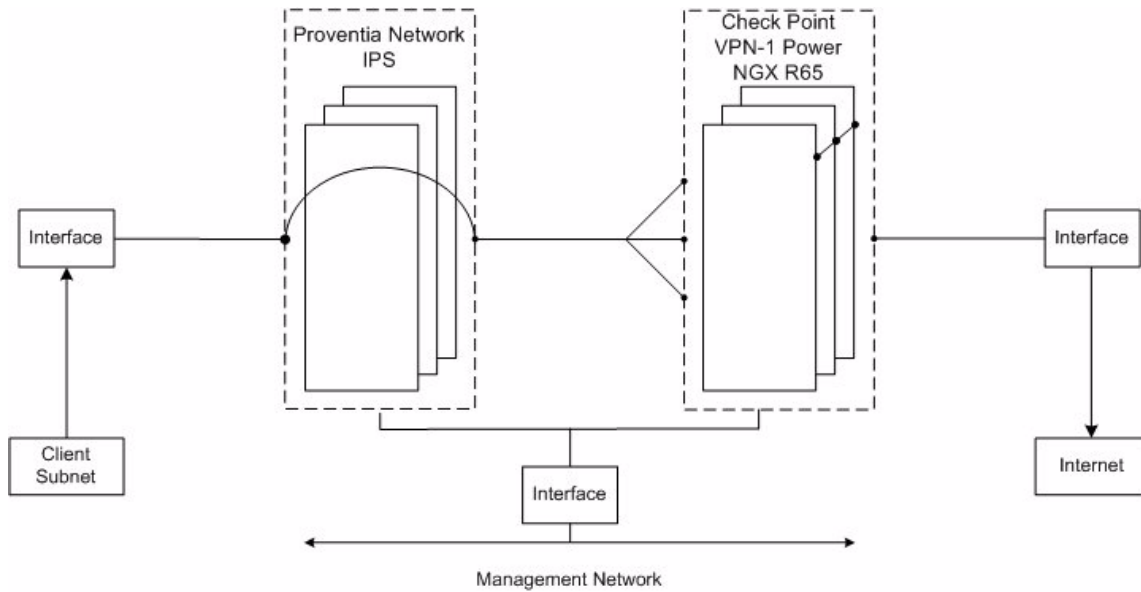 Proventia Network
IPS
Check Point
VPN-1 Power
NGX R65
Interface
Interface
Client
Subnet
Internet
Interface
Management Network